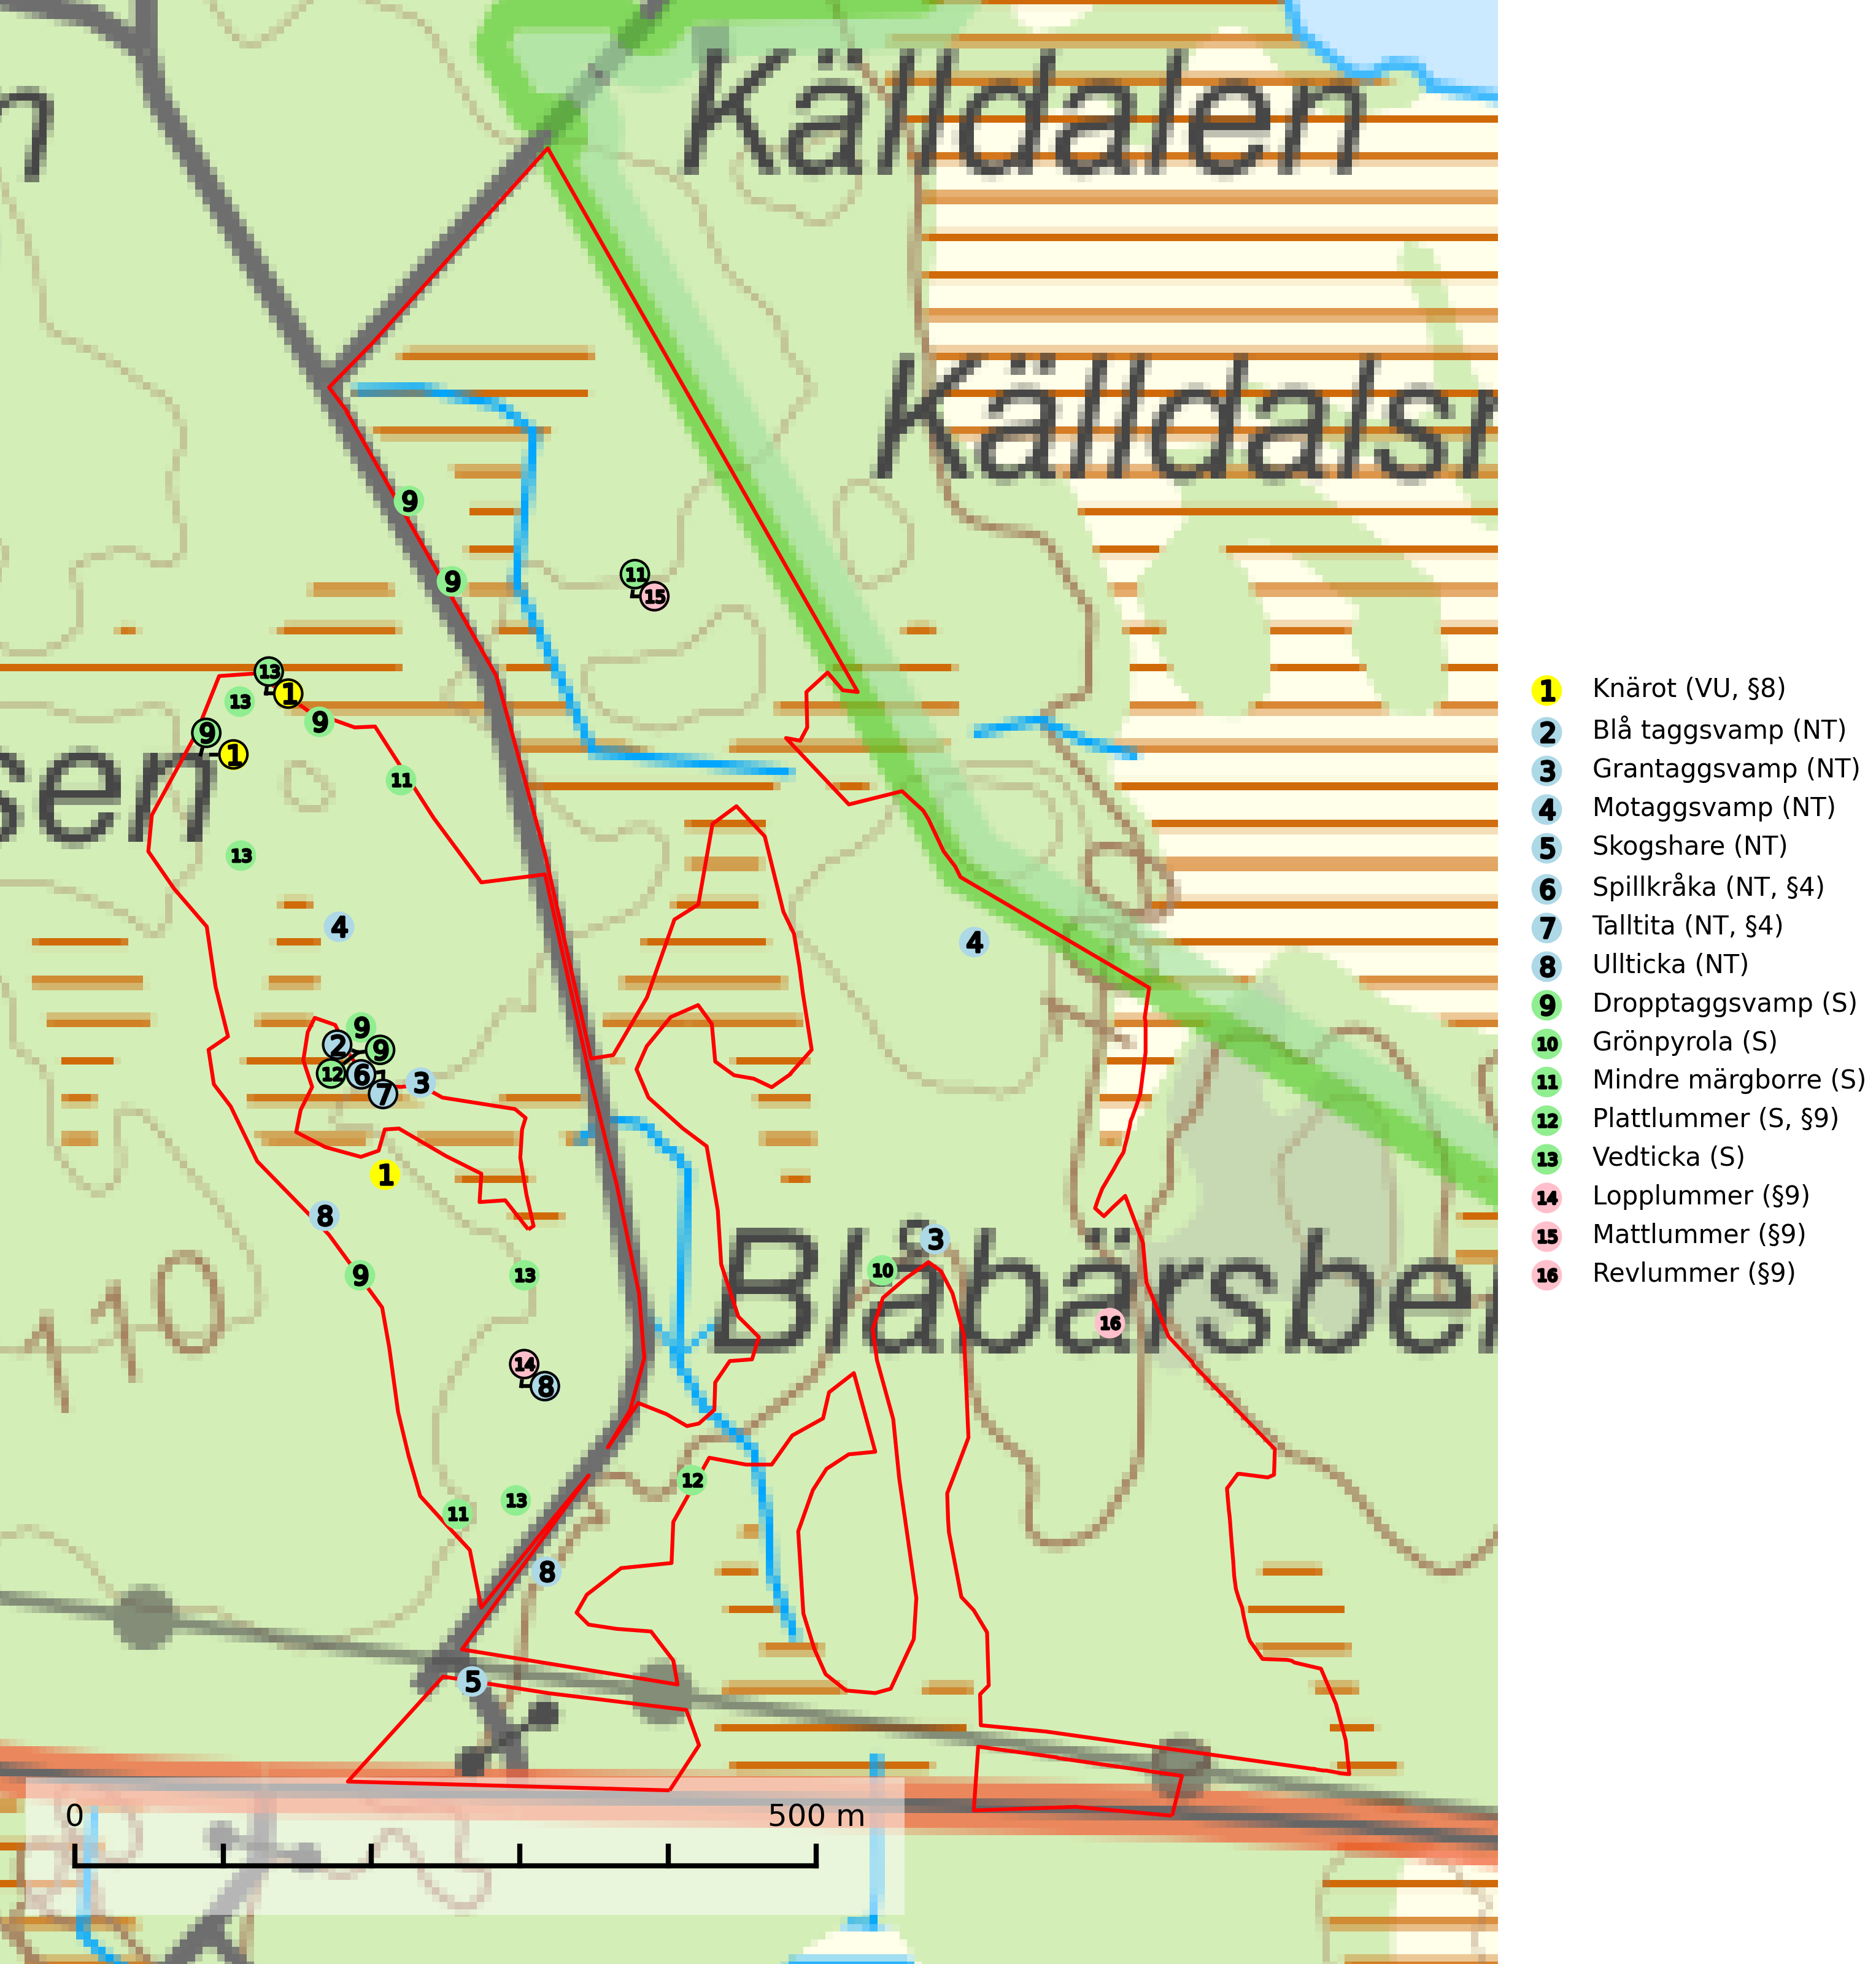 n
Källdalen
Källdalsr
9
9
11
15
13
1
13
9
9
1
11
13
4
4
9
2
9
12
6
7
3
1
8
9
13
3
10
Blåbärsber
16
110
sen
14
8
12
13
11
8
5
0
500 m
1 Knärot (VU, §8)
2 Blå taggsvamp (NT)
3 Grantaggsvamp (NT)
4 Motaggsvamp (NT)
5 Skogshare (NT)
6 Spillkråka (NT, §4)
7 Talltita (NT, §4)
8 Ullticka (NT)
9 Dropptaggsvamp (S)
10 Grönpyrola (S)
11 Mindre märgborre (S)
12 Plattlummer (S, §9)
13 Vedticka (S)
14 Lopplummer (§9)
15 Mattlummer (§9)
16 Revlummer (§9)